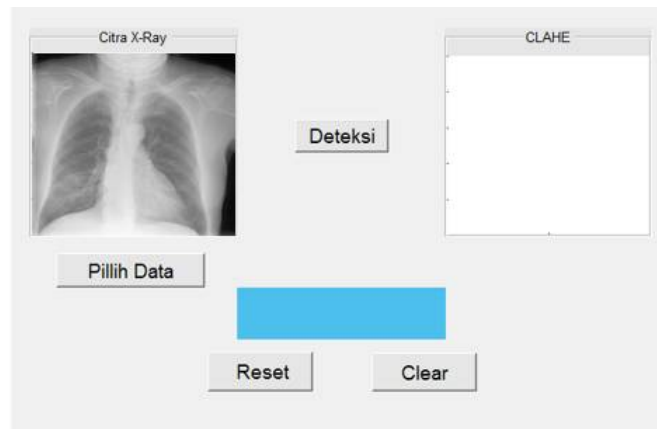 Citra X-Ray
CLAHE
Deteksi
Pillih Data
Reset
Clear